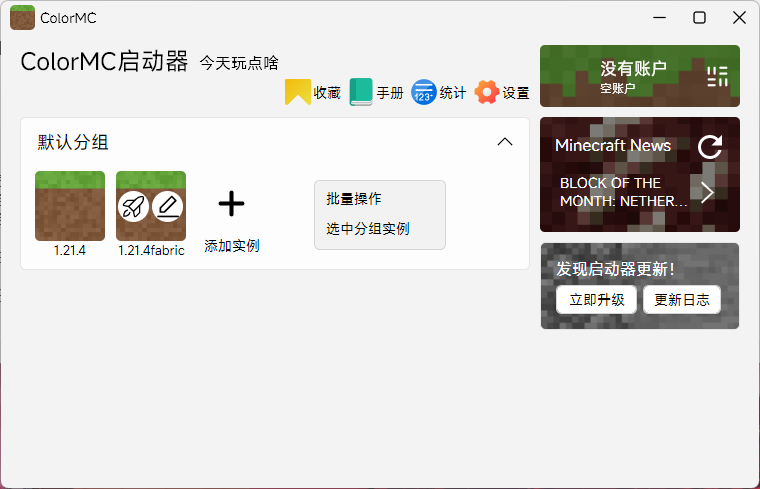 ColorMC
ColorMC启动器 今天玩点啥
收藏 手册 统计 设置
123+
默认分组
1.21.4
1.21.4fabric
添加实例
批量操作
选中分组实例
没有账户
空账户
Minecraft News
BLOCK OF THE
MONTH: NETHER...
发现启动器更新!
立即升级 更新日志